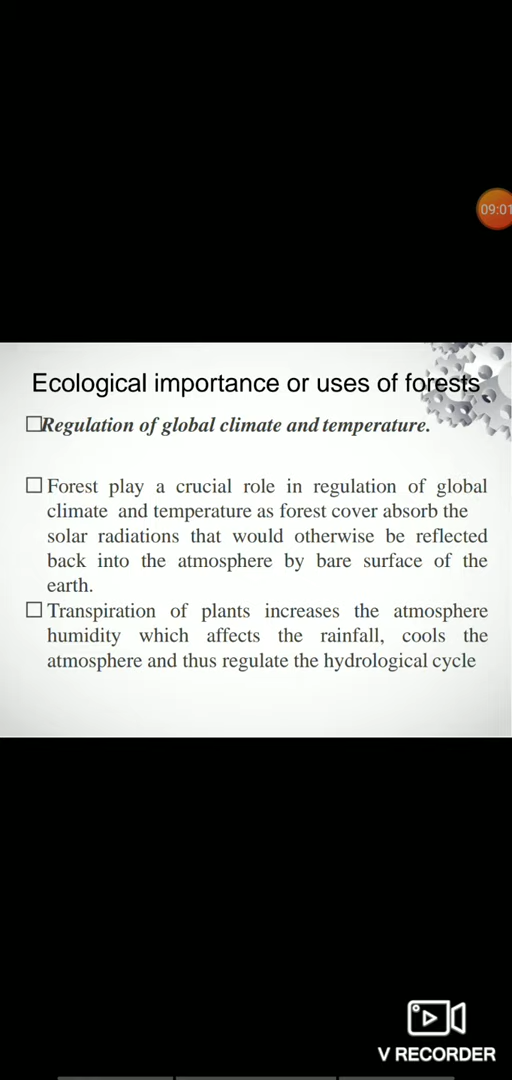 09:01
Ecological importance or uses of forests
Regulation of global climate and temperature.
Forest play a crucial role in regulation of global
climate and temperature as forest cover absorb the
solar radiations that would otherwise be reflected
back into the atmosphere by bare surface of the
earth.
Transpiration of plants increases the atmosphere
humidity which affects the rainfall, cools the
atmosphere and thus regulate the hydrological cycle
V RECORDER